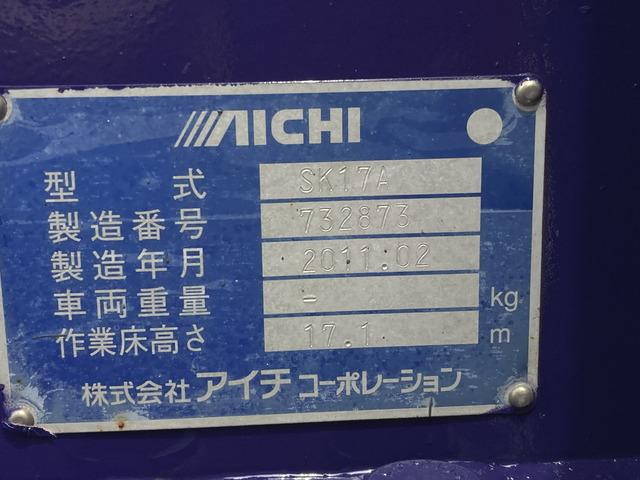 AICHI
型式 SK17A
製造番号 732873
製造年月 2011.02
車両重量 - kg
作業床高さ 17.1 m
株式会社アイチコーポレーション